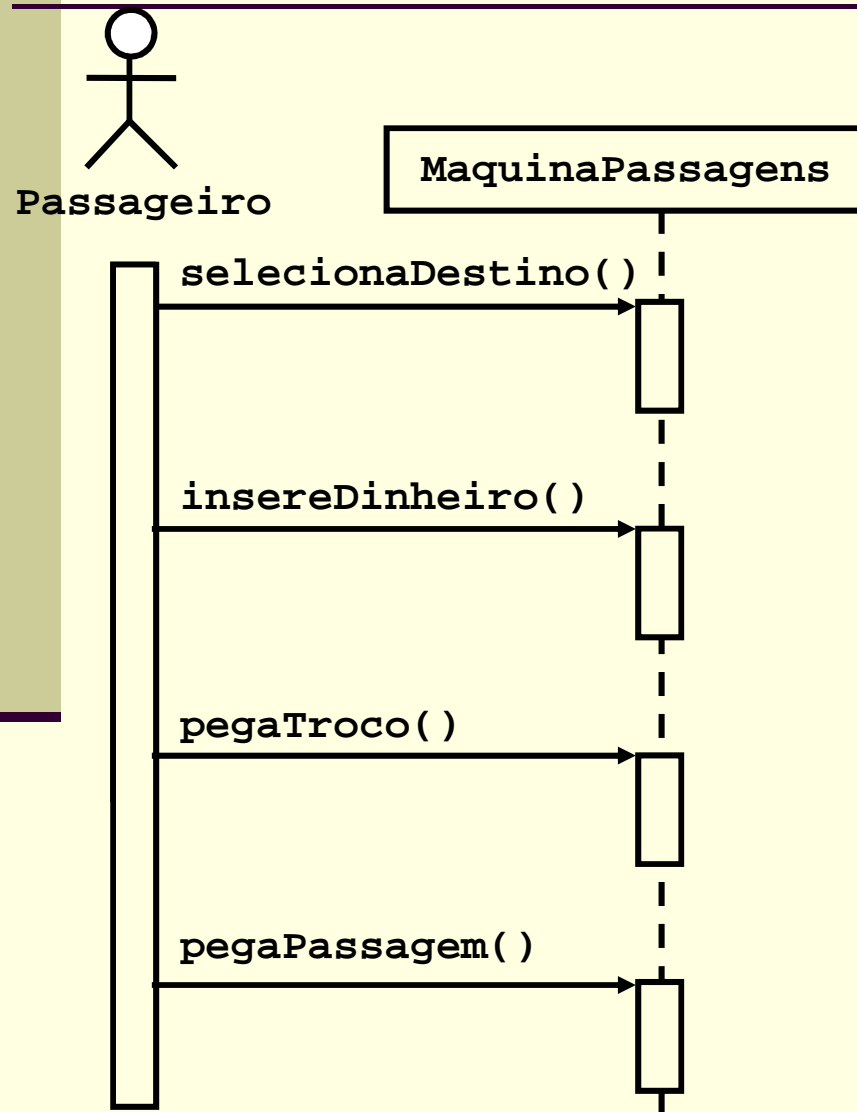 MaquinaPassagens
Passageiro
selecionaDestino()
insereDinheiro()
pegaTroco()
pegaPassagem()